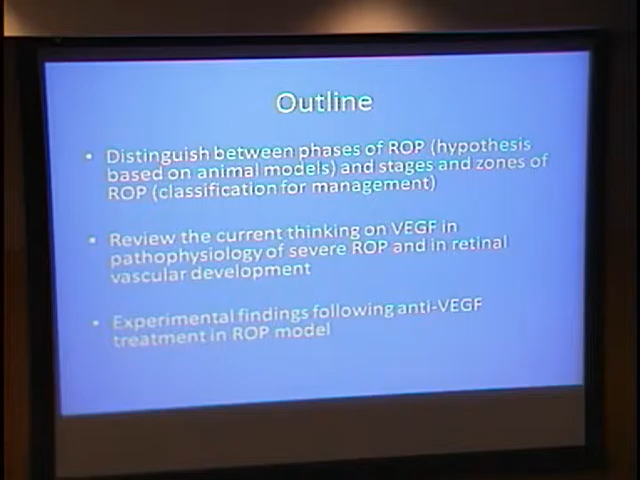 Outline
• Distinguish between phases of ROP (hypothesis
based on animal models) and stages and zones of
ROP (classification for management)
• Review the current thinking on VEGF in
pathophysiology of severe ROP and in retinal
vascular development
• Experimental findings following anti-VEGF
treatment in ROP model